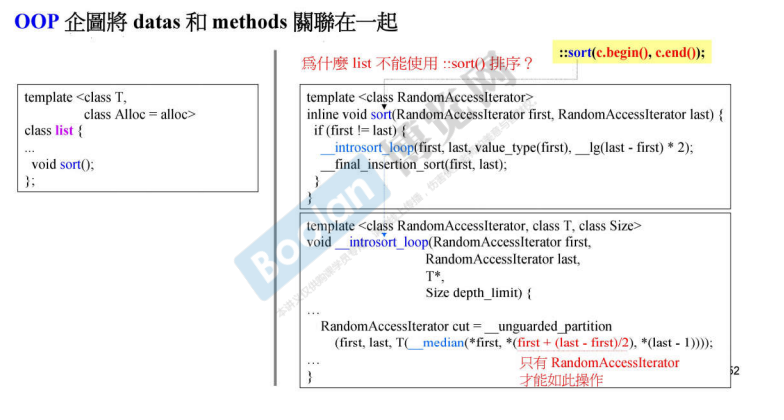 OOP 企圖將 datas 和 methods 關聯在一起
::sort(c.begin(), c.end());
為什麼 list 不能使用 ::sort() 排序？
template <class T,
class Alloc = alloc>
class list {
...
void sort();
};
template <class RandomAccessIterator>
inline void sort(RandomAccessIterator first, RandomAccessIterator last) {
if (first != last) {
__introsort_loop(first, last, value_type(first), __lg(last - first) * 2);
__final_insertion_sort(first, last);
}
}
template <class RandomAccessIterator, class T, class Size>
void __introsort_loop(RandomAccessIterator first,
RandomAccessIterator last,
T*,
Size depth_limit) {
…
RandomAccessIterator cut = __unguarded_partition
(first, last, T(__median(*first, *(first + (last - first)/2), *(last - 1))));
…
}
只有 RandomAccessIterator
才能如此操作
52
Boolan 博览网